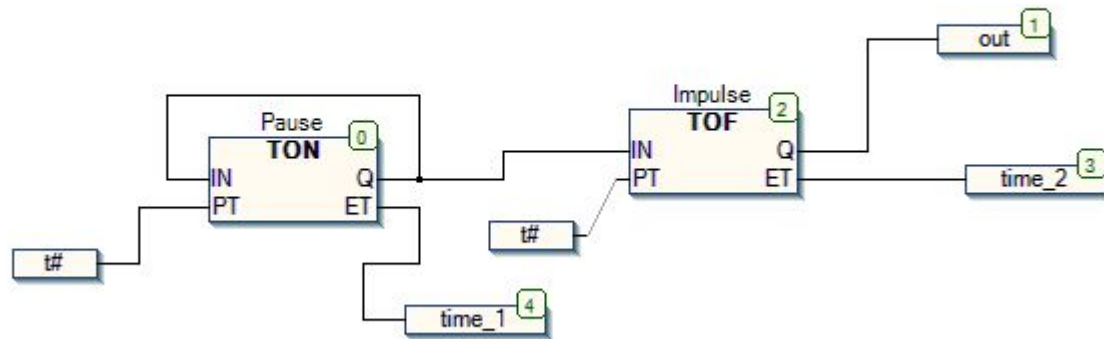 out 1
Impulse 2
TOF
IN Q
PT ET
Pause 0
TON
IN Q
PT ET
time_2 3
t#
t#
time_1 4